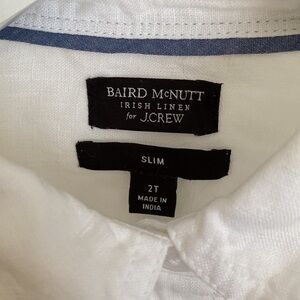 BAIRD McNUTT
IRISH LINEN
for J.CREW
SLIM
2T
MADE IN
INDIA